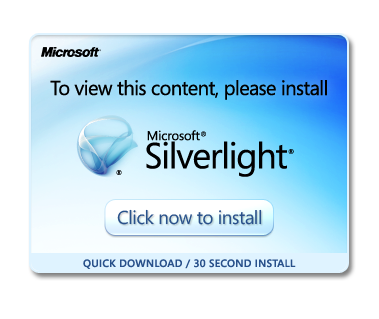 Microsoft®
To view this content, please install
Microsoft®
Silverlight®
®
Click now to install
QUICK DOWNLOAD / 30 SECOND INSTALL